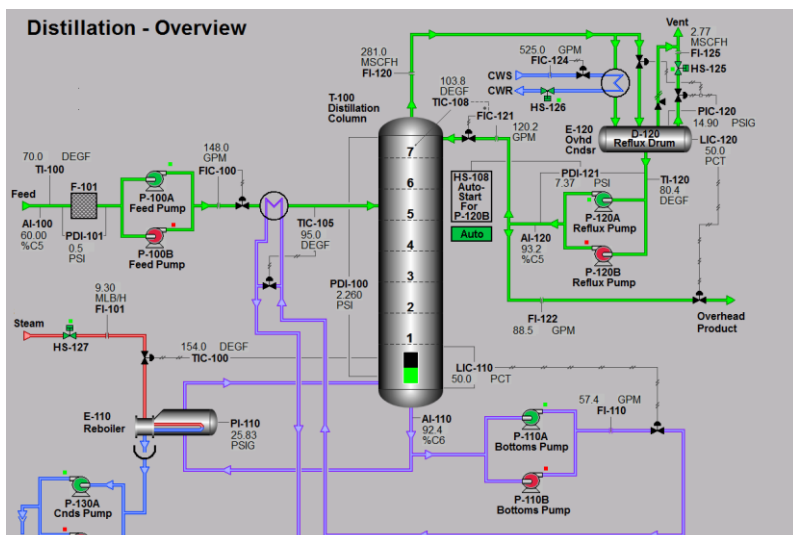 Distillation - Overview
281.0
MSCFH
FI-120
525.0 GPM
FIC-124
CWS
CWR
HS-126
Vent
2.77
MSCFH
FI-125
HS-125
PIC-120
14.90
PSIG
103.8
DEGF
TIC-108
T-100
Distillation
Column
FIC-121
120.2
GPM
E-120
Ovhd
Cndsr
D-120
Reflux Drum
LIC-120
50.0
PCT
70.0 DEGF
TI-100
148.0
GPM
FIC-100
Feed
F-101
P-100A
Feed Pump
AI-100
60.00
%C5
PDI-101
0.5
PSI
P-100B
Feed Pump
TIC-105
95.0
DEGF
7
6
5
4
3
2
1
HS-108
Auto-
Start
For
P-120B
Auto
PDI-121
7.37 PSI
TI-120
80.4
DEGF
P-120A
Reflux Pump
AI-120
93.2
%C5
P-120B
Reflux Pump
PDI-100
2.260
PSI
FI-122
88.5 GPM
Overhead
Product
9.30
MLB/H
FI-101
Steam
HS-127
154.0 DEGF
TIC-100
LIC-110
50.0 PCT
E-110
Reboiler
PI-110
25.83
PSIG
AI-110
92.4
%C6
57.4 GPM
FI-110
P-110A
Bottoms Pump
P-110B
Bottoms Pump
P-130A
Cnds Pump